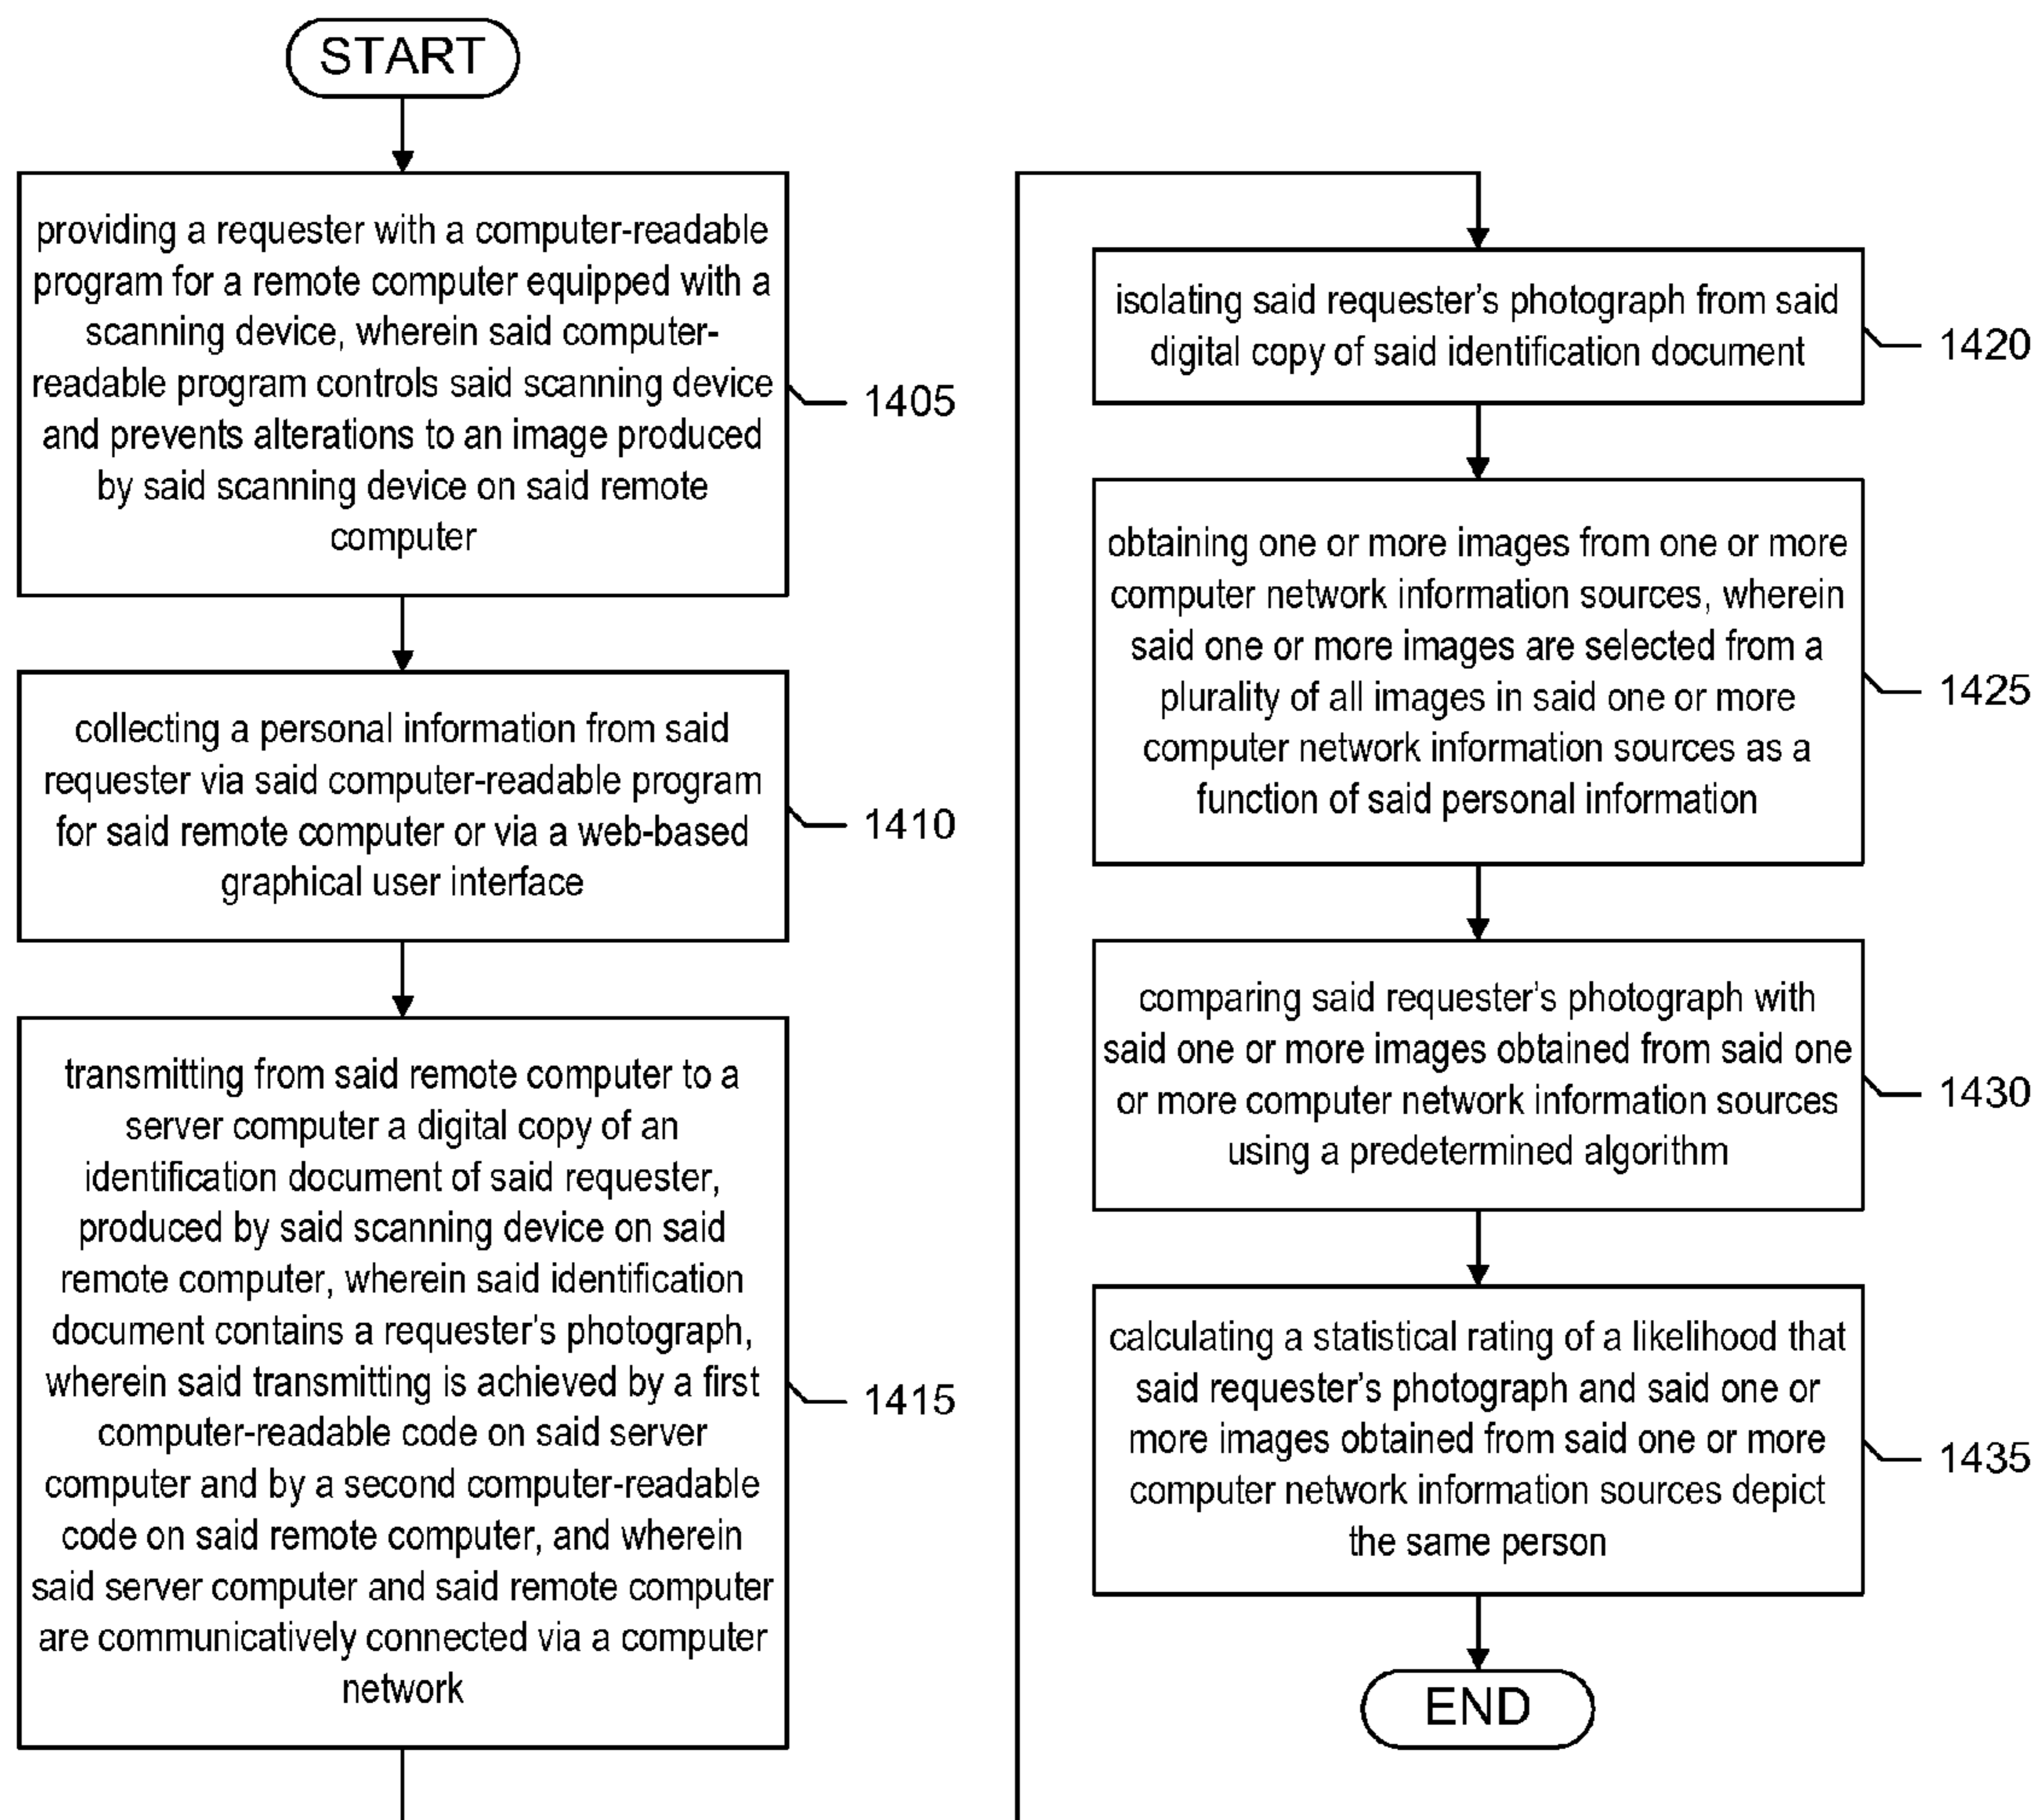 START
providing a requester with a computer-readable
program for a remote computer equipped with a
scanning device, wherein said computer-
readable program controls said scanning device
and prevents alterations to an image produced
by said scanning device on said remote
computer
1405
collecting a personal information from said
requester via said computer-readable program
for said remote computer or via a web-based
graphical user interface
1410
transmitting from said remote computer to a
server computer a digital copy of an
identification document of said requester,
produced by said scanning device on said
remote computer, wherein said identification
document contains a requester's photograph,
wherein said transmitting is achieved by a first
computer-readable code on said server
computer and by a second computer-readable
code on said remote computer, and wherein
said server computer and said remote computer
are communicatively connected via a computer
network
1415
isolating said requester's photograph from said
digital copy of said identification document
1420
obtaining one or more images from one or more
computer network information sources, wherein
said one or more images are selected from a
plurality of all images in said one or more
computer network information sources as a
function of said personal information
1425
comparing said requester's photograph with
said one or more images obtained from said one
or more computer network information sources
using a predetermined algorithm
1430
calculating a statistical rating of a likelihood that
said requester's photograph and said one or
more images obtained from said one or more
computer network information sources depict
the same person
1435
END